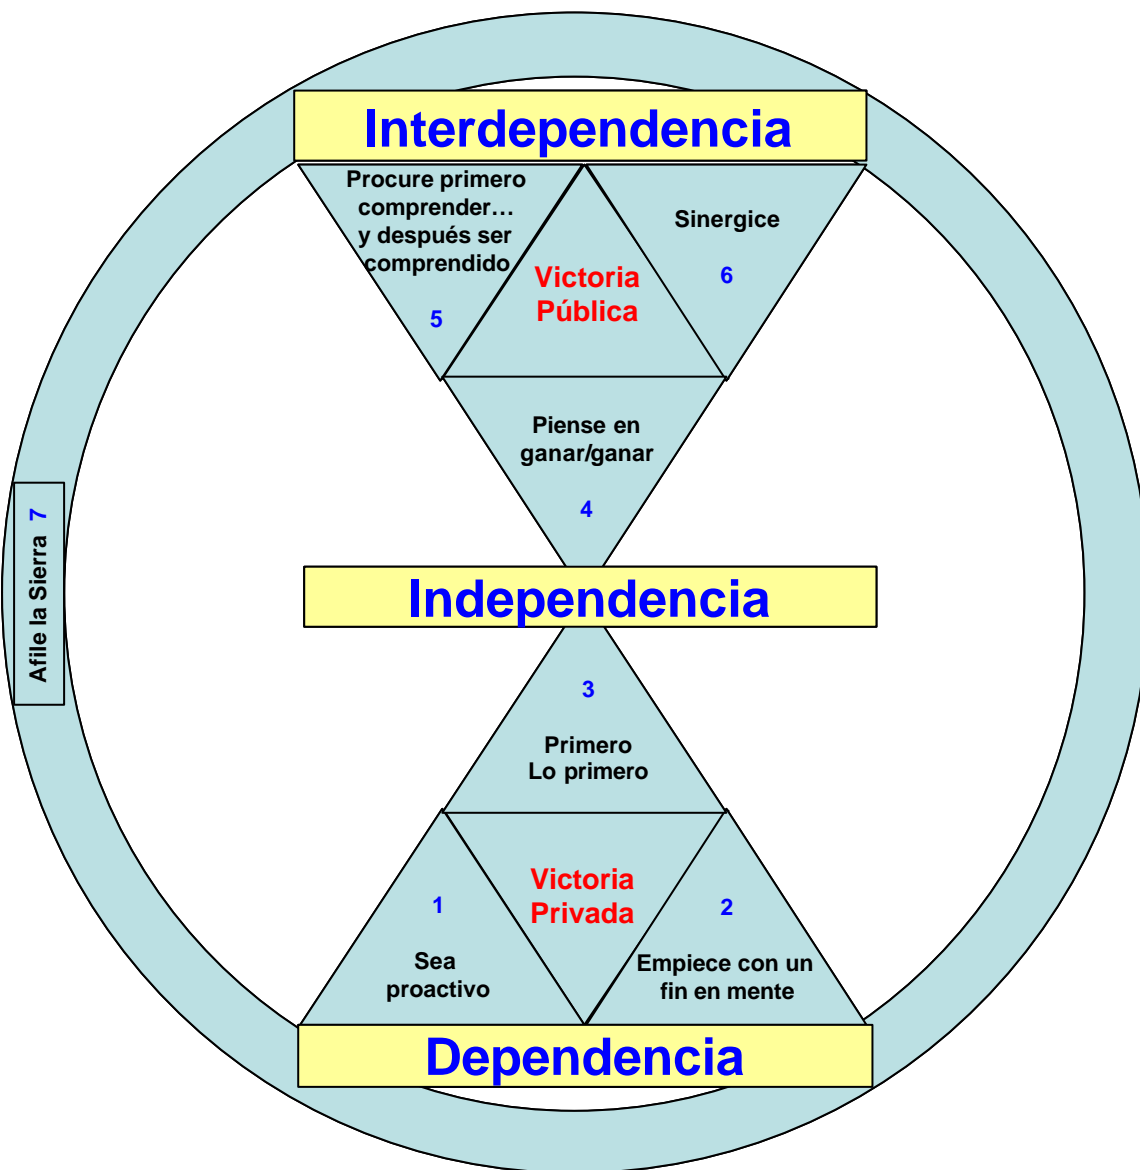 Interdependencia
Procure primero
comprender…
y después ser
comprendido
5
Victoria
Pública
Sinergice
6
Piense en
ganar/ganar
4
Afile la Sierra 7
Independencia
3
Primero
Lo primero
Victoria
Privada
1
Sea
proactivo
2
Empiece con un
fin en mente
Dependencia